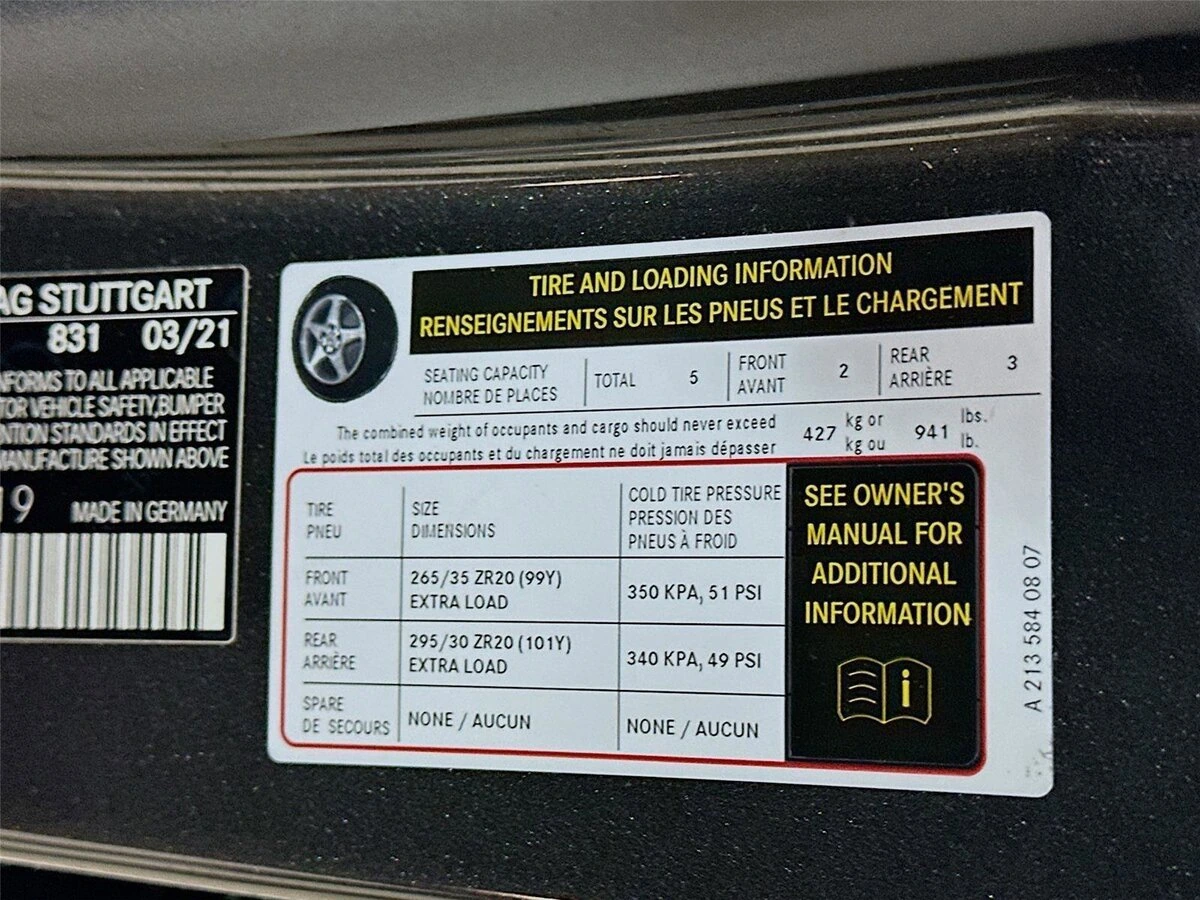 AG STUTTGART
831 03/21
NFORMS TO ALL APPLICABLE
TOR VEHICLE SAFETY, BUMPER
NTION STANDARDS IN EFFECT
MANUFACTURE SHOWN ABOVE
19 MADE IN GERMANY
TIRE AND LOADING INFORMATION
RENSEIGNEMENTS SUR LES PNEUS ET LE CHARGEMENT
SEATING CAPACITY
NOMBRE DE PLACES
TOTAL 5
FRONT
AVANT
2
REAR
ARRIÈRE
3
The combined weight of occupants and cargo should never exceed
Le poids total des occupants et du chargement ne doit jamais dépasser
427
kg or
kg ou
941
lbs.
lb.
TIRE
PNEU
SIZE
DIMENSIONS
COLD TIRE PRESSURE
PRESSION DES
PNEUS À FROID
FRONT
AVANT
265/35 ZR20 (99Y)
EXTRA LOAD
350 KPA, 51 PSI
REAR
ARRIÈRE
295/30 ZR20 (101Y)
EXTRA LOAD
340 KPA, 49 PSI
SPARE
DE SECOURS
NONE / AUCUN
NONE / AUCUN
SEE OWNER'S
MANUAL FOR
ADDITIONAL
INFORMATION
A 213 584 08 07